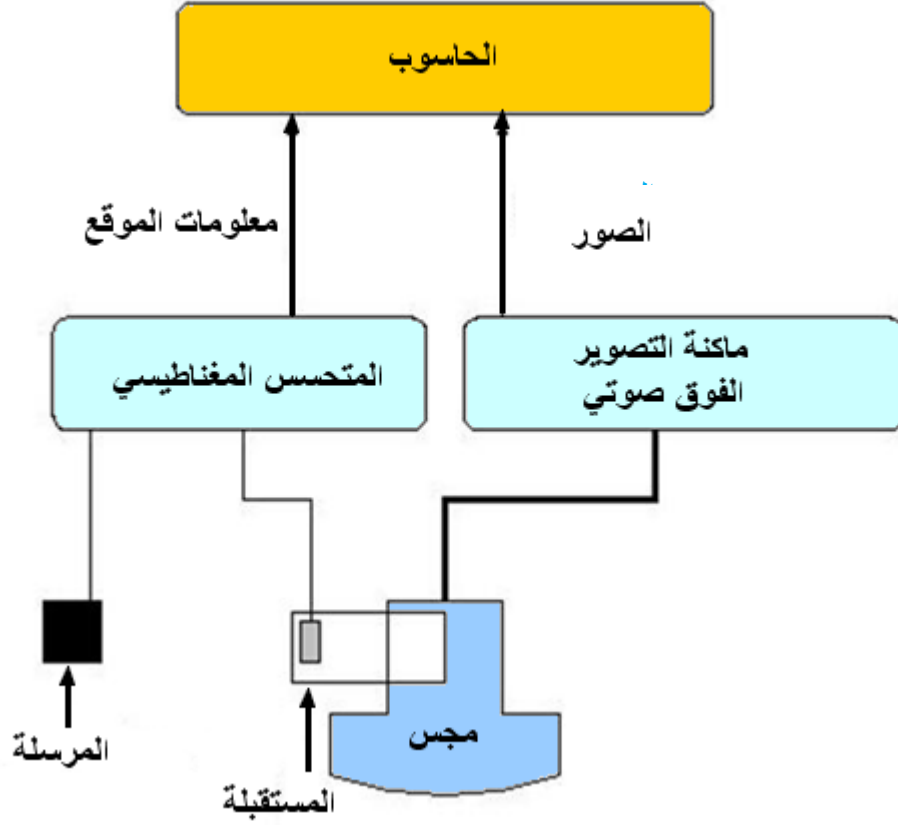 الحاسوب
معلومات الموقع
الصور
المتحسس المغناطيسي
ماكنة التصوير
الفوق صوتي
المرسلة
المستقبلة
مجس